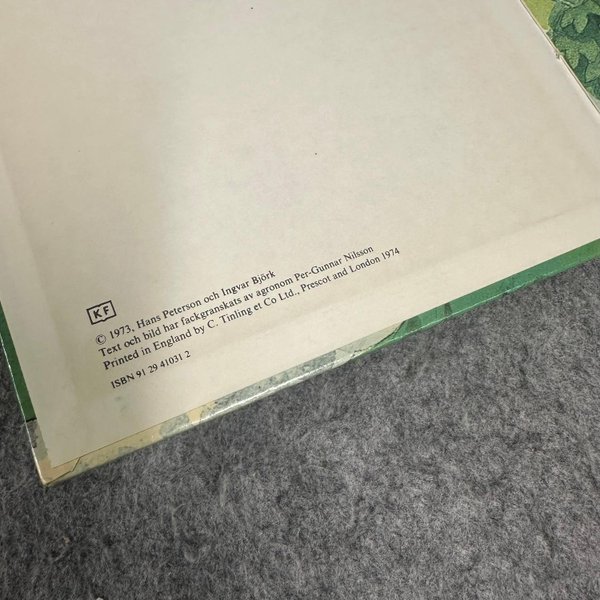 KF
© 1973, Hans Peterson och Ingvar Björk
Text och bild har fackgranskats av agronom Per-Gunnar Nilsson
Printed in England by C. Tinling et Co Ltd., Prescot and London 1974
ISBN 91 29 41031 2